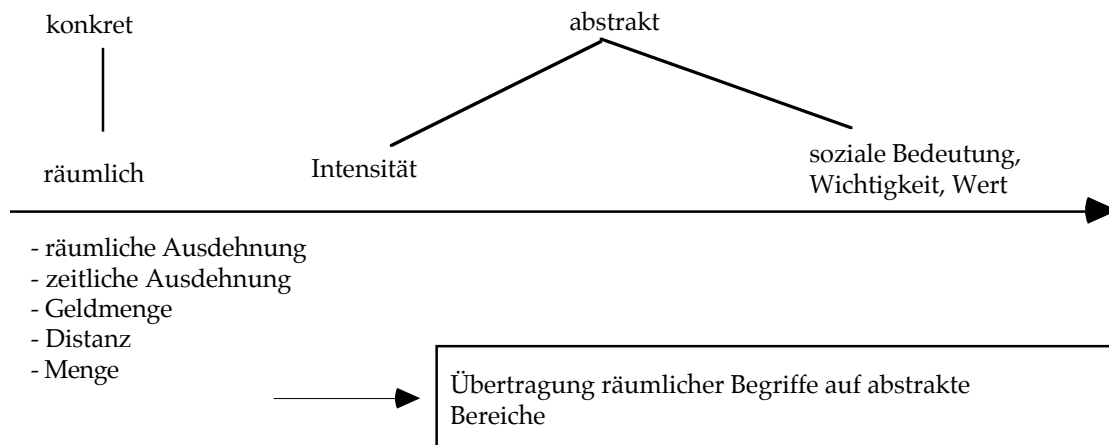 konkret
abstrakt
räumlich
Intensität
soziale Bedeutung,
Wichtigkeit, Wert
- räumliche Ausdehnung
- zeitliche Ausdehnung
- Geldmenge
- Distanz
- Menge
Übertragung räumlicher Begriffe auf abstrakte
Bereiche